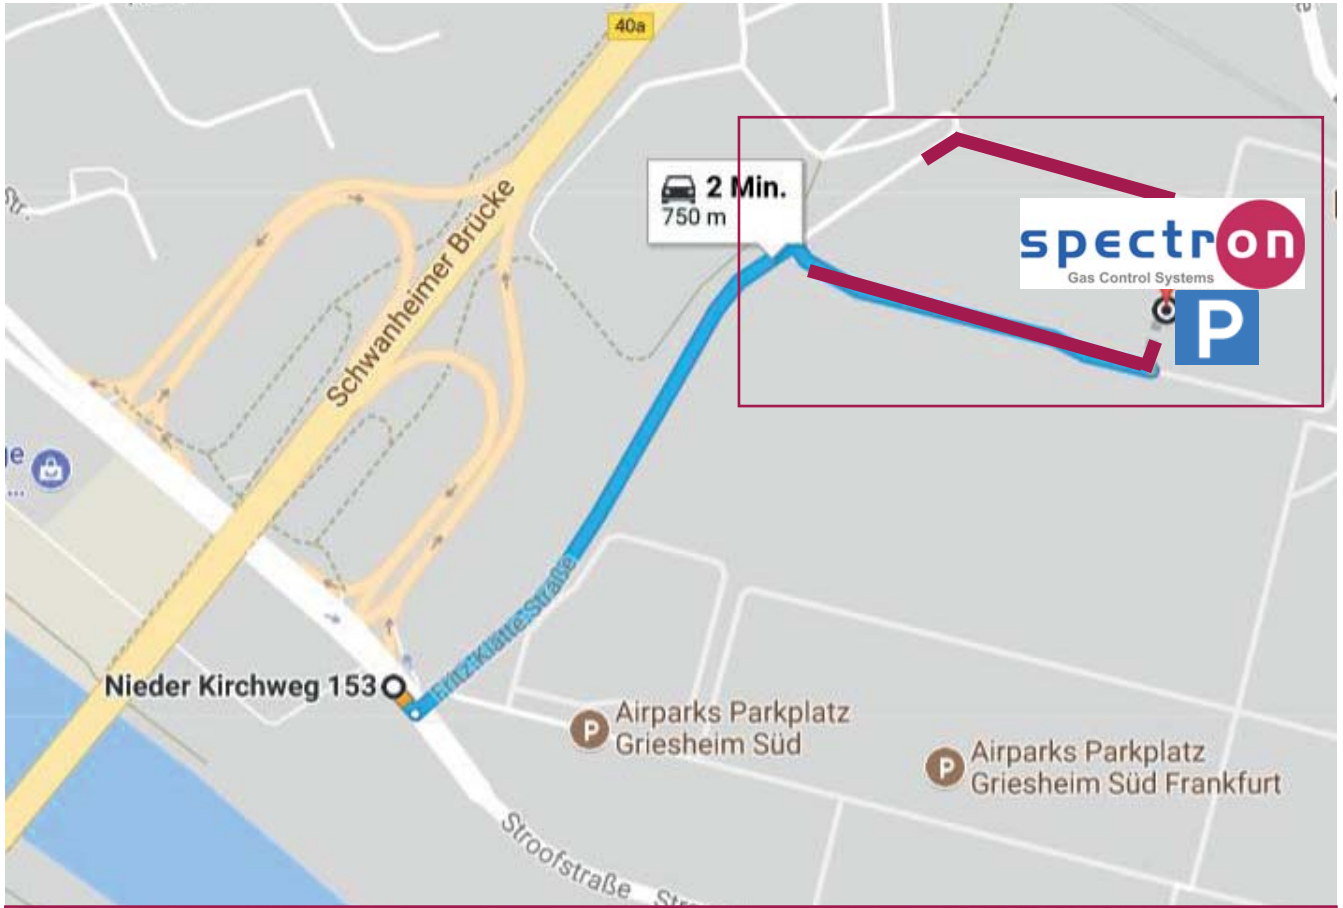 40a
Str.
2 Min.
750 m
Schwanheimer Brücke
spectron
Gas Control Systems
P
ge
...
Fritz-Klatte-Straße
Nieder Kirchweg 153
P
Airparks Parkplatz
Griesheim Süd
P
Airparks Parkplatz
Griesheim Süd Frankfurt
Stroofstraße